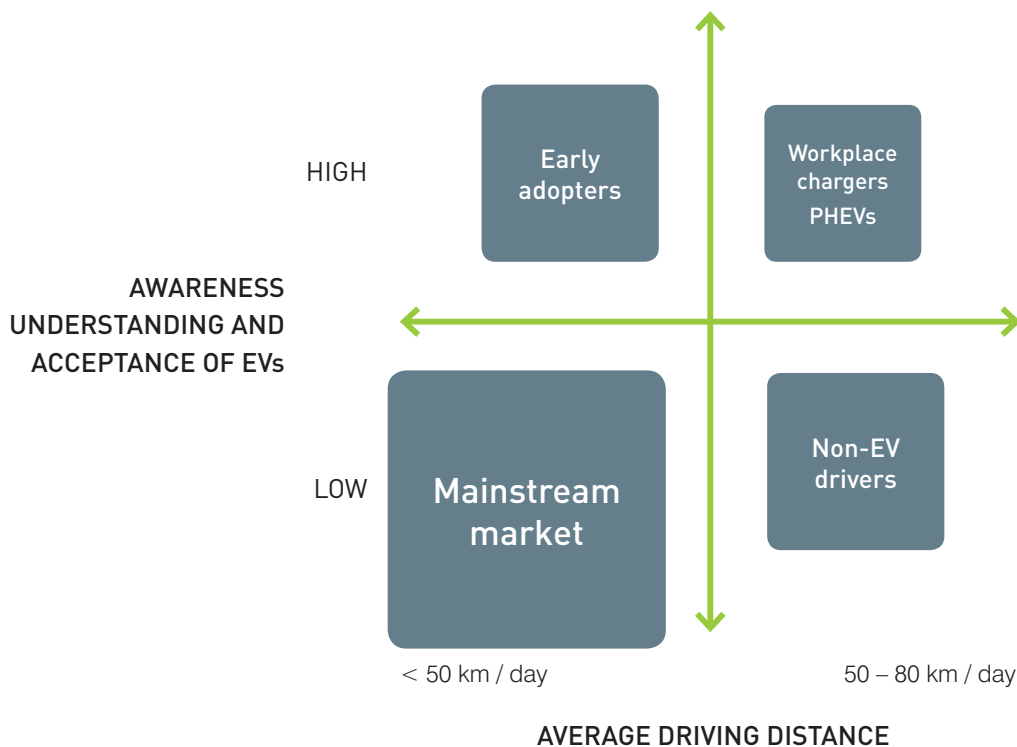 HIGH
Early
adopters
Workplace
chargers
PHEVs
AWARENESS
UNDERSTANDING AND
ACCEPTANCE OF EVs
LOW
Mainstream
market
Non-EV
drivers
< 50 km / day
50 – 80 km / day
AVERAGE DRIVING DISTANCE